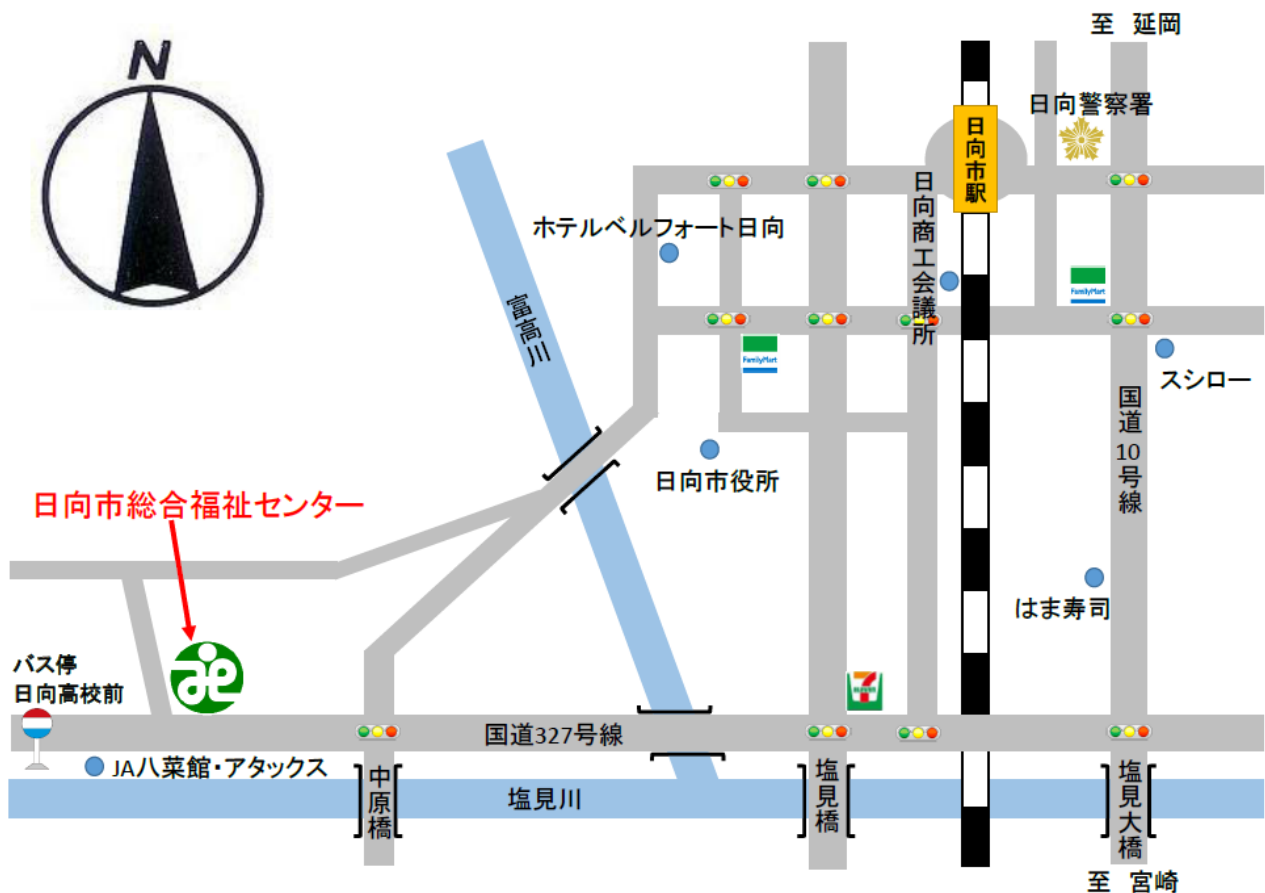 至 延岡
N
日向警察署
日向市駅
日向商工会議所
ホテルベルフォート日向
FamilyMart
富高川
FamilyMart
スシロー
国道10号線
日向市役所
日向市総合福祉センター
はま寿司
バス停
日向高校前
7
ELEVEN
国道327号線
JA八菜館・アタックス
中原橋
塩見川
塩見橋
塩見大橋
至 宮崎